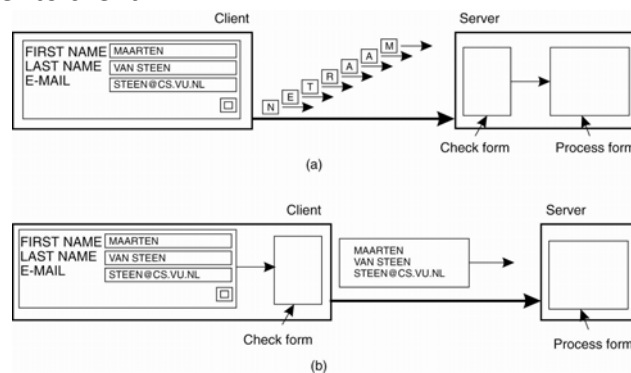 Client
Server
FIRST NAME MAARTEN
LAST NAME VAN STEEN
E-MAIL STEEN@CS.VU.NL
N E T R A A M
Check form
Process form
(a)
Client
Server
FIRST NAME MAARTEN
LAST NAME VAN STEEN
E-MAIL STEEN@CS.VU.NL
MAARTEN
VAN STEEN
STEEN@CS.VU.NL
Check form
Process form
(b)